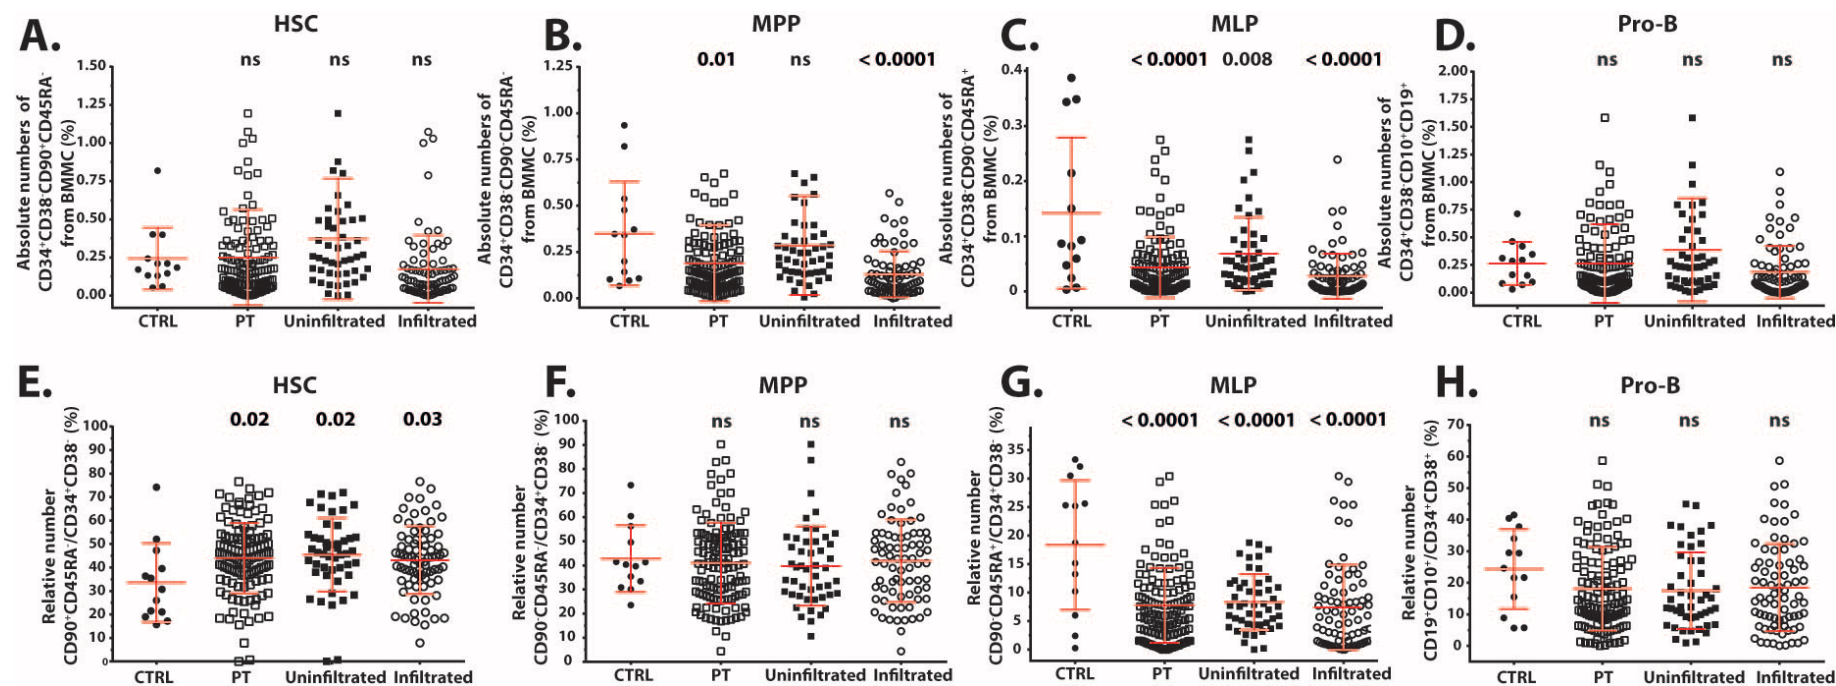 A.
HSC
ns
ns
ns
Absolute numbers of
CD34⁺CD38⁻CD90⁺CD45RA⁻
from BMMC (%)
1.50
1.25
1.00
0.75
0.50
0.25
0.00
CTRL
PT
Uninfiltrated
Infiltrated
B.
MPP
0.01
ns
< 0.0001
Absolute numbers of
CD34⁺CD38⁻CD90⁻CD45RA⁻
from BMMC (%)
1.25
1.00
0.75
0.50
0.25
0.00
CTRL
PT
Uninfiltrated
Infiltrated
C.
MLP
< 0.0001
0.008
< 0.0001
Absolute numbers of
CD34⁺CD38⁻CD90⁻CD45RA⁺
from BMMC (%)
0.4
0.3
0.2
0.1
0
CTRL
PT
Uninfiltrated
Infiltrated
D.
Pro-B
ns
ns
ns
Absolute numbers of
CD34⁺CD38⁻CD10⁺CD19⁺
from BMMC (%)
2.00
1.75
1.50
1.25
1.00
0.75
0.50
0.25
0.00
CTRL
PT
Uninfiltrated
Infiltrated
E.
HSC
0.02
0.02
0.03
Relative number
CD90⁺CD45RA⁻/CD34⁺CD38⁻ (%)
100
90
80
70
60
50
40
30
20
10
0
CTRL
PT
Uninfiltrated
Infiltrated
F.
MPP
ns
ns
ns
Relative number
CD90⁻CD45RA⁻/CD34⁺CD38⁻ (%)
100
90
80
70
60
50
40
30
20
10
0
CTRL
PT
Uninfiltrated
Infiltrated
G.
MLP
< 0.0001
< 0.0001
< 0.0001
Relative number
CD90⁻CD45RA⁺/CD34⁺CD38⁻ (%)
35
30
25
20
15
10
5
0
CTRL
PT
Uninfiltrated
Infiltrated
H.
Pro-B
ns
ns
ns
Relative number
CD19⁺CD10⁺/CD34⁺CD38⁺ (%)
70
60
50
40
30
20
10
0
CTRL
PT
Uninfiltrated
Infiltrated